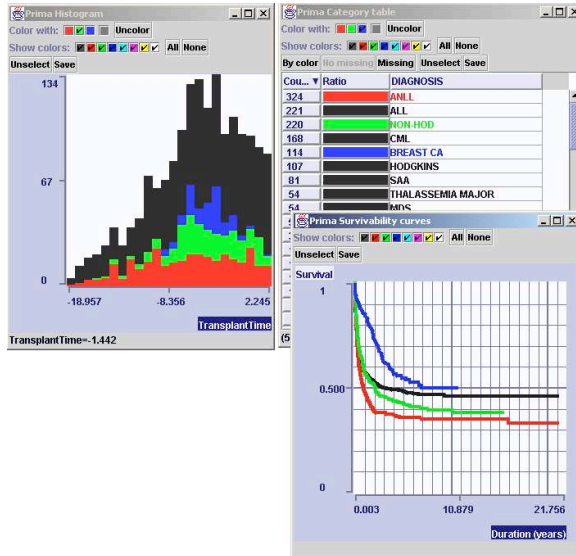 Prima Histogram
Color with: Uncolor
Show colors: All None
Unselect Save
134
67
0
-18.957 -8.356 2.245
TransplantTime
TransplantTime=-1.442
Prima Category table
Color with: Uncolor
Show colors: All None
By color No missing Missing Unselect Save
Cou... ▼ Ratio DIAGNOSIS
324 ANLL
221 ALL
220 NON-HOD
168 CML
114 BREAST CA
107 HODGKINS
81 SAA
54 THALASSEMIA MAJOR
54 MDS
(5
Prima Survivability curves
Show colors: All None
Unselect Save
Survival
1
0.500
0
0.003 10.879 21.756
Duration (years)